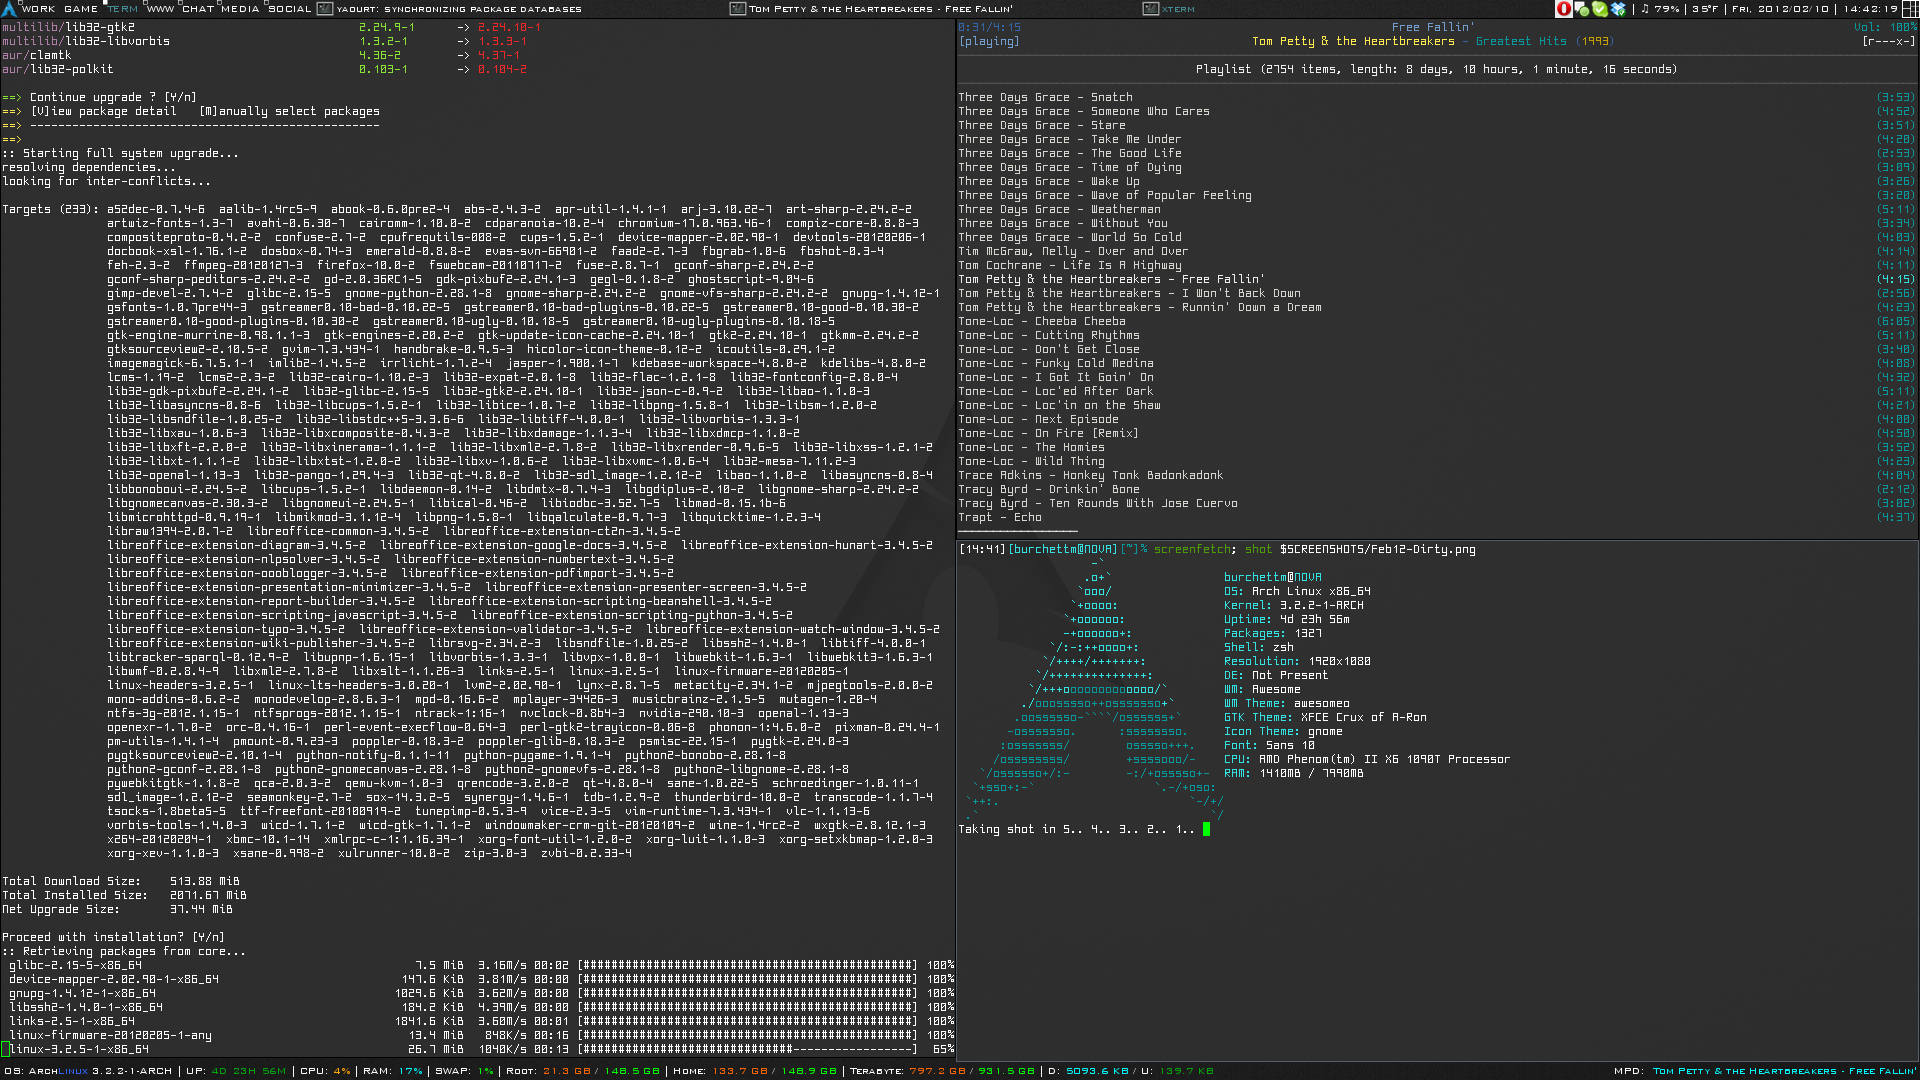 WORK GAME TERM WWW CHAT MEDIA SOCIAL yaourt: synchronizing package databases Tom Petty & the Heartbreakers - Free Fallin' xterm | ♫ 79% | 35°F | Fri, 2012/02/10 | 14:42:19
multilib/lib32-gtk2 2.24.9-1 -> 2.24.10-1
multilib/lib32-libvorbis 1.3.2-1 -> 1.3.3-1
aur/clamtk 4.36-2 -> 4.37-1
aur/lib32-polkit 0.103-1 -> 0.104-2
==> Continue upgrade ? [Y/n]
==> [V]iew package detail [M]anually select packages
==> --------------------------------------------------
==>
:: Starting full system upgrade...
resolving dependencies...
looking for inter-conflicts...
Targets (233): a52dec-0.7.4-6 aalib-1.4rc5-9 abook-0.6.0pre2-4 abs-2.4.3-2 apr-util-1.4.1-1 arj-3.10.22-7 art-sharp-2.24.2-2
artwiz-fonts-1.3-7 avahi-0.6.30-7 cairomm-1.10.0-2 cdparanoia-10.2-4 chromium-17.0.963.46-1 compiz-core-0.8.8-3
compositeproto-0.4.2-2 confuse-2.7-2 cpufrequtils-008-2 cups-1.5.2-1 device-mapper-2.02.90-1 devtools-20120206-1
docbook-xsl-1.76.1-2 dosbox-0.74-3 emerald-0.8.8-2 evas-svn-66901-2 faad2-2.7-3 fbgrab-1.0-6 fbshot-0.3-4
feh-2.3-2 ffmpeg-20120127-3 firefox-10.0-2 fswebcam-20110717-2 fuse-2.8.7-1 gconf-sharp-2.24.2-2
gconf-sharp-peditors-2.24.2-2 gd-2.0.36RC1-5 gdk-pixbuf2-2.24.1-3 gegl-0.1.8-2 ghostscript-9.04-6
gimp-devel-2.7.4-2 glibc-2.15-5 gnome-python-2.28.1-8 gnome-sharp-2.24.2-2 gnome-vfs-sharp-2.24.2-2 gnupg-1.4.12-1
gsfonts-1.0.7pre44-3 gstreamer0.10-bad-0.10.22-5 gstreamer0.10-bad-plugins-0.10.22-5 gstreamer0.10-good-0.10.30-2
gstreamer0.10-good-plugins-0.10.30-2 gstreamer0.10-ugly-0.10.18-5 gstreamer0.10-ugly-plugins-0.10.18-5
gtk-engine-murrine-0.98.1.1-3 gtk-engines-2.20.2-2 gtk-update-icon-cache-2.24.10-1 gtk2-2.24.10-1 gtkmm-2.24.2-2
gtksourceview2-2.10.5-2 gvim-7.3.434-1 handbrake-0.9.5-3 hicolor-icon-theme-0.12-2 icoutils-0.29.1-2
imagemagick-6.7.5.1-1 imlib2-1.4.5-2 irrlicht-1.7.2-4 jasper-1.900.1-7 kdebase-workspace-4.8.0-2 kdelibs-4.8.0-2
lcms-1.19-2 lcms2-2.3-2 lib32-cairo-1.10.2-3 lib32-expat-2.0.1-8 lib32-flac-1.2.1-8 lib32-fontconfig-2.8.0-4
lib32-gdk-pixbuf2-2.24.1-2 lib32-glibc-2.15-5 lib32-gtk2-2.24.10-1 lib32-json-c-0.9-2 lib32-libao-1.1.0-3
lib32-libasyncns-0.8-6 lib32-libcups-1.5.2-1 lib32-libice-1.0.7-2 lib32-libpng-1.5.8-1 lib32-libsm-1.2.0-2
lib32-libsndfile-1.0.25-2 lib32-libstdc++5-3.3.6-6 lib32-libtiff-4.0.0-1 lib32-libvorbis-1.3.3-1
lib32-libxau-1.0.6-3 lib32-libxcomposite-0.4.3-2 lib32-libxdamage-1.1.3-4 lib32-libxdmcp-1.1.0-2
lib32-libxft-2.2.0-2 lib32-libxinerama-1.1.1-2 lib32-libxml2-2.7.8-2 lib32-libxrender-0.9.6-5 lib32-libxss-1.2.1-2
lib32-libxt-1.1.1-2 lib32-libxtst-1.2.0-2 lib32-libxv-1.0.6-2 lib32-libxvmc-1.0.6-4 lib32-mesa-7.11.2-3
lib32-openal-1.13-3 lib32-pango-1.29.4-3 lib32-qt-4.8.0-2 lib32-sdl_image-1.2.12-2 libao-1.1.0-2 libasyncns-0.8-4
libbonoboui-2.24.5-2 libcups-1.5.2-1 libdaemon-0.14-2 libdmtx-0.7.4-3 libgdiplus-2.10-2 libgnome-sharp-2.24.2-2
libgnomecanvas-2.30.3-2 libgnomeui-2.24.5-1 libical-0.46-2 libiodbc-3.52.7-5 libmad-0.15.1b-6
libmicrohttpd-0.9.19-1 libmikmod-3.1.12-4 libpng-1.5.8-1 libqalculate-0.9.7-3 libquicktime-1.2.3-4
libraw1394-2.0.7-2 libreoffice-common-3.4.5-2 libreoffice-extension-ct2n-3.4.5-2
libreoffice-extension-diagram-3.4.5-2 libreoffice-extension-google-docs-3.4.5-2 libreoffice-extension-hunart-3.4.5-2
libreoffice-extension-nlpsolver-3.4.5-2 libreoffice-extension-numbertext-3.4.5-2
libreoffice-extension-oooblogger-3.4.5-2 libreoffice-extension-pdfimport-3.4.5-2
libreoffice-extension-presentation-minimizer-3.4.5-2 libreoffice-extension-presenter-screen-3.4.5-2
libreoffice-extension-report-builder-3.4.5-2 libreoffice-extension-scripting-beanshell-3.4.5-2
libreoffice-extension-scripting-javascript-3.4.5-2 libreoffice-extension-scripting-python-3.4.5-2
libreoffice-extension-typo-3.4.5-2 libreoffice-extension-validator-3.4.5-2 libreoffice-extension-watch-window-3.4.5-2
libreoffice-extension-wiki-publisher-3.4.5-2 librsvg-2.34.2-3 libsndfile-1.0.25-2 libssh2-1.4.0-1 libtiff-4.0.0-1
libtracker-sparql-0.12.9-2 libupnp-1.6.15-1 libvorbis-1.3.3-1 libvpx-1.0.0-1 libwebkit-1.6.3-1 libwebkit3-1.6.3-1
libwmf-0.2.8.4-9 libxml2-2.7.8-2 libxslt-1.1.26-3 links-2.5-1 linux-3.2.5-1 linux-firmware-20120205-1
linux-headers-3.2.5-1 linux-lts-headers-3.0.20-1 lvm2-2.02.90-1 lynx-2.8.7-5 metacity-2.34.1-2 mjpegtools-2.0.0-2
mono-addins-0.6.2-2 monodevelop-2.8.6.3-1 mpd-0.16.6-2 mplayer-34426-3 musicbrainz-2.1.5-5 mutagen-1.20-4
ntfs-3g-2012.1.15-1 ntfsprogs-2012.1.15-1 ntrack-1:16-1 nvclock-0.8b4-3 nvidia-290.10-3 openal-1.13-3
openexr-1.7.0-2 orc-0.4.16-1 perl-event-execflow-0.64-3 perl-gtk2-trayicon-0.06-8 phonon-1:4.6.0-2 pixman-0.24.4-1
pm-utils-1.4.1-4 pmount-0.9.23-3 poppler-0.18.3-2 poppler-glib-0.18.3-2 psmisc-22.15-1 pygtk-2.24.0-3
pygtksourceview2-2.10.1-4 python-notify-0.1.1-11 python-pygame-1.9.1-4 python2-bonobo-2.28.1-8
python2-gconf-2.28.1-8 python2-gnomecanvas-2.28.1-8 python2-gnomevfs-2.28.1-8 python2-libgnome-2.28.1-8
pywebkitgtk-1.1.8-2 qca-2.0.3-2 qemu-kvm-1.0-3 qrencode-3.2.0-2 qt-4.8.0-4 sane-1.0.22-5 schroedinger-1.0.11-1
sdl_image-1.2.12-2 seamonkey-2.7-2 sox-14.3.2-5 synergy-1.4.6-1 tdb-1.2.9-2 thunderbird-10.0-2 transcode-1.1.7-4
tsocks-1.8beta5-5 ttf-freefont-20100919-2 tunepimp-0.5.3-9 vice-2.3-5 vim-runtime-7.3.434-1 vlc-1.1.13-6
vorbis-tools-1.4.0-3 wicd-1.7.1-2 wicd-gtk-1.7.1-2 windowmaker-crm-git-20120109-2 wine-1.4rc2-2 wxgtk-2.8.12.1-3
x264-20120204-1 xbmc-10.1-14 xmlrpc-c-1:1.16.39-1 xorg-fonts-alias-1.0.2-2 xorg-luit-1.1.0-3 xorg-setxkbmap-1.2.0-3
xorg-xev-1.1.0-3 xsane-0.998-2 xulrunner-10.0-2 zip-3.0-3 zvbi-0.2.33-4
Total Download Size: 513.88 MiB
Total Installed Size: 2071.67 MiB
Net Upgrade Size: 37.44 MiB
Proceed with installation? [Y/n]
:: Retrieving packages from core...
glibc-2.15-5-x86_64 7.5 MiB 3.16M/s 00:02 [###############################################] 100%
device-mapper-2.02.90-1-x86_64 147.6 KiB 3.81M/s 00:00 [###############################################] 100%
gnupg-1.4.12-1-x86_64 1029.6 KiB 3.62M/s 00:00 [###############################################] 100%
libssh2-1.4.0-1-x86_64 184.2 KiB 4.39M/s 00:00 [###############################################] 100%
links-2.5-1-x86_64 1841.6 KiB 3.60M/s 00:01 [###############################################] 100%
linux-firmware-20120205-1-any 13.4 MiB 848K/s 00:16 [###############################################] 100%
linux-3.2.5-1-x86_64 26.7 MiB 1040K/s 00:13 [##############################-----------------] 65%
0:31/4:15 Free Fallin' Vol: 100%
[playing] Tom Petty & the Heartbreakers - Greatest Hits (1993) [r---x-]
Playlist (2754 items, length: 8 days, 10 hours, 1 minute, 16 seconds)
Three Days Grace - Snatch (3:53)
Three Days Grace - Someone Who Cares (4:52)
Three Days Grace - Stare (3:51)
Three Days Grace - Take Me Under (4:20)
Three Days Grace - The Good Life (2:53)
Three Days Grace - Time of Dying (3:09)
Three Days Grace - Wake Up (3:26)
Three Days Grace - Wave of Popular Feeling (3:20)
Three Days Grace - Weatherman (5:11)
Three Days Grace - Without You (3:34)
Three Days Grace - World So Cold (4:03)
Tim McGraw, Nelly - Over and Over (4:14)
Tom Cochrane - Life Is A Highway (4:11)
Tom Petty & the Heartbreakers - Free Fallin' (4:15)
Tom Petty & the Heartbreakers - I Won't Back Down (2:56)
Tom Petty & the Heartbreakers - Runnin' Down a Dream (4:23)
Tone-Loc - Cheeba Cheeba (6:05)
Tone-Loc - Cutting Rhythms (5:11)
Tone-Loc - Don't Get Close (3:40)
Tone-Loc - Funky Cold Medina (4:08)
Tone-Loc - I Got It Goin' On (4:32)
Tone-Loc - Loc'ed After Dark (5:11)
Tone-Loc - Loc'in on the Shaw (4:21)
Tone-Loc - Next Episode (4:00)
Tone-Loc - On Fire [Remix] (4:50)
Tone-Loc - The Homies (3:52)
Tone-Loc - Wild Thing (4:23)
Trace Adkins - Honkey Tonk Badonkadonk (4:04)
Tracy Byrd - Drinkin' Bone (2:12)
Tracy Byrd - Ten Rounds With Jose Cuervo (3:02)
Trapt - Echo (4:37)
[14:41][burchettm@NOVA][~]% screenfetch; shot $SCREENSHOTS/Feb12-Dirty.png
burchettm@NOVA
OS: Arch Linux x86_64
Kernel: 3.2.2-1-ARCH
Uptime: 4d 23h 56m
Packages: 1327
Shell: zsh
Resolution: 1920x1080
DE: Not Present
WM: Awesome
WM Theme: awesomeo
GTK Theme: XFCE Crux of A-Ron
Icon Theme: gnome
Font: Sans 10
CPU: AMD Phenom(tm) II X6 1090T Processor
RAM: 1410MB / 7990MB
Taking shot in 5.. 4.. 3.. 2.. 1..
OS: ArchLinux 3.2.2-1-ARCH | Up: 4d 23h 56m | CPU: 4% | RAM: 17% | Swap: 1% | Root: 21.3 GB / 148.5 GB | Home: 133.7 GB / 148.9 GB | Terabyte: 797.2 GB / 931.5 GB | D: 5093.6 KB / U: 139.7 KB MPD: Tom Petty & the Heartbreakers - Free Fallin'